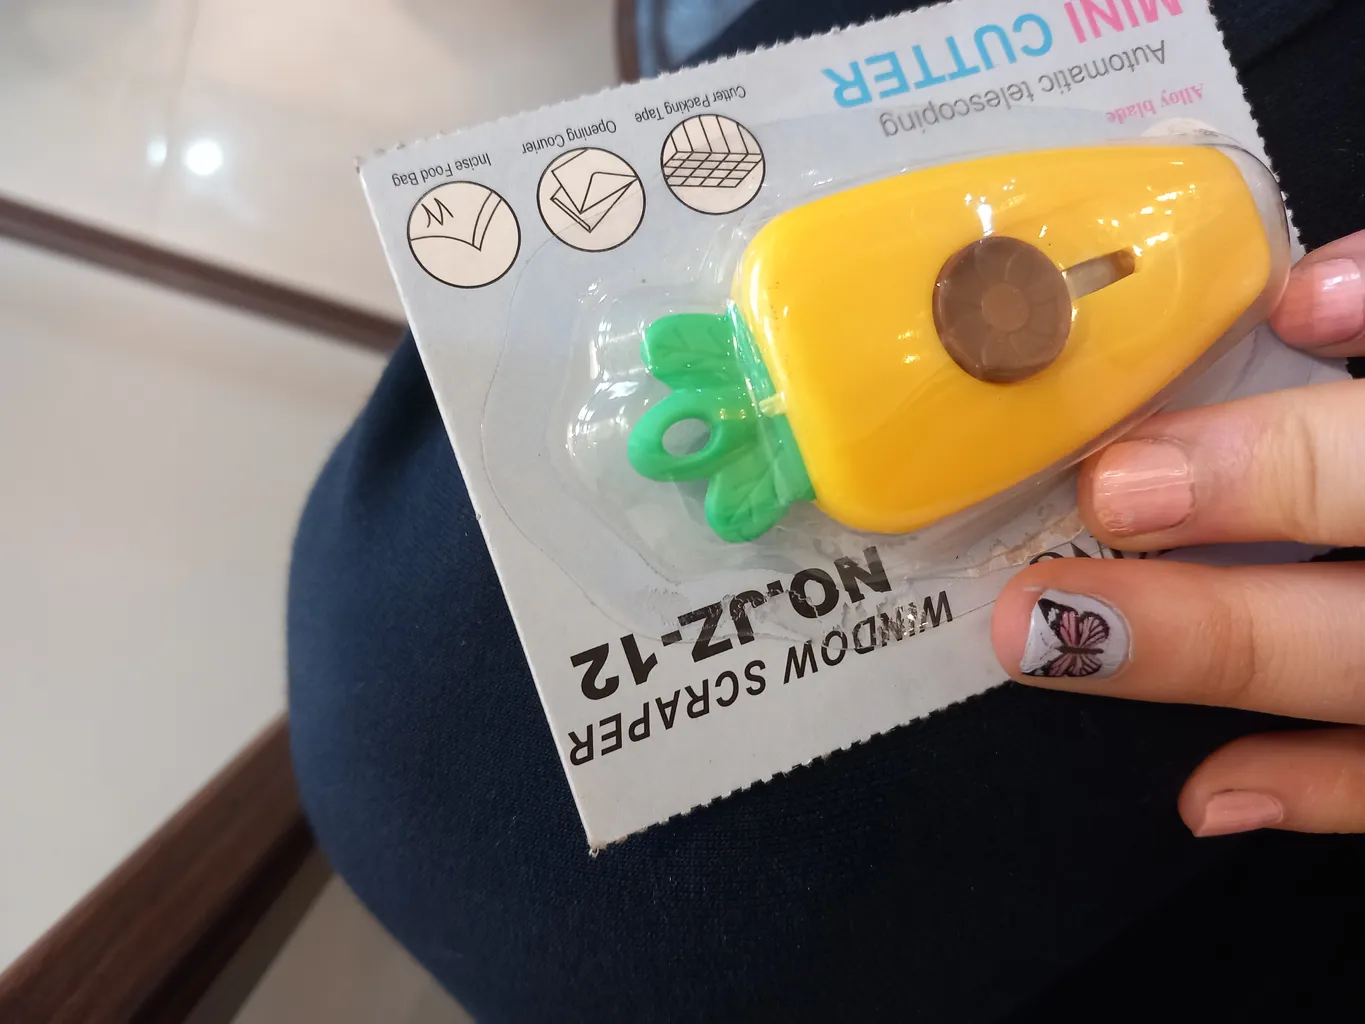 MINI CUTTER
Automatic telescoping
Alloy blade
Cutter Packing Tape
Opening Courier
Incise Food Bag
NO.JZ-12
WINDOW SCRAPER